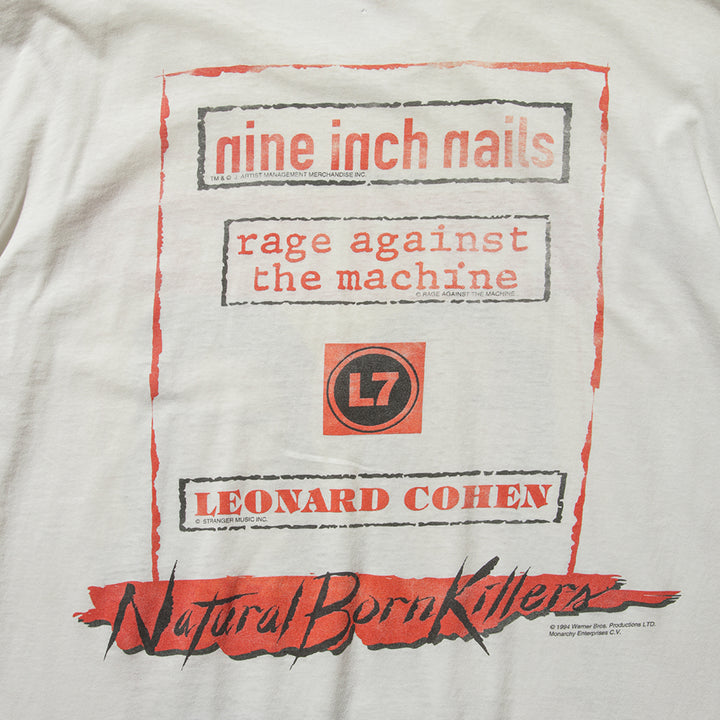 nine inch nails
TM & © J. ARTIST MANAGEMENT MERCHANDISE INC.
rage against
the machine
© RAGE AGAINST THE MACHINE
L7
LEONARD COHEN
© STRANGER MUSIC INC.
Natural Born Killers
© 1994 Warner Bros. Productions LTD.
Monarchy Enterprises C.V.